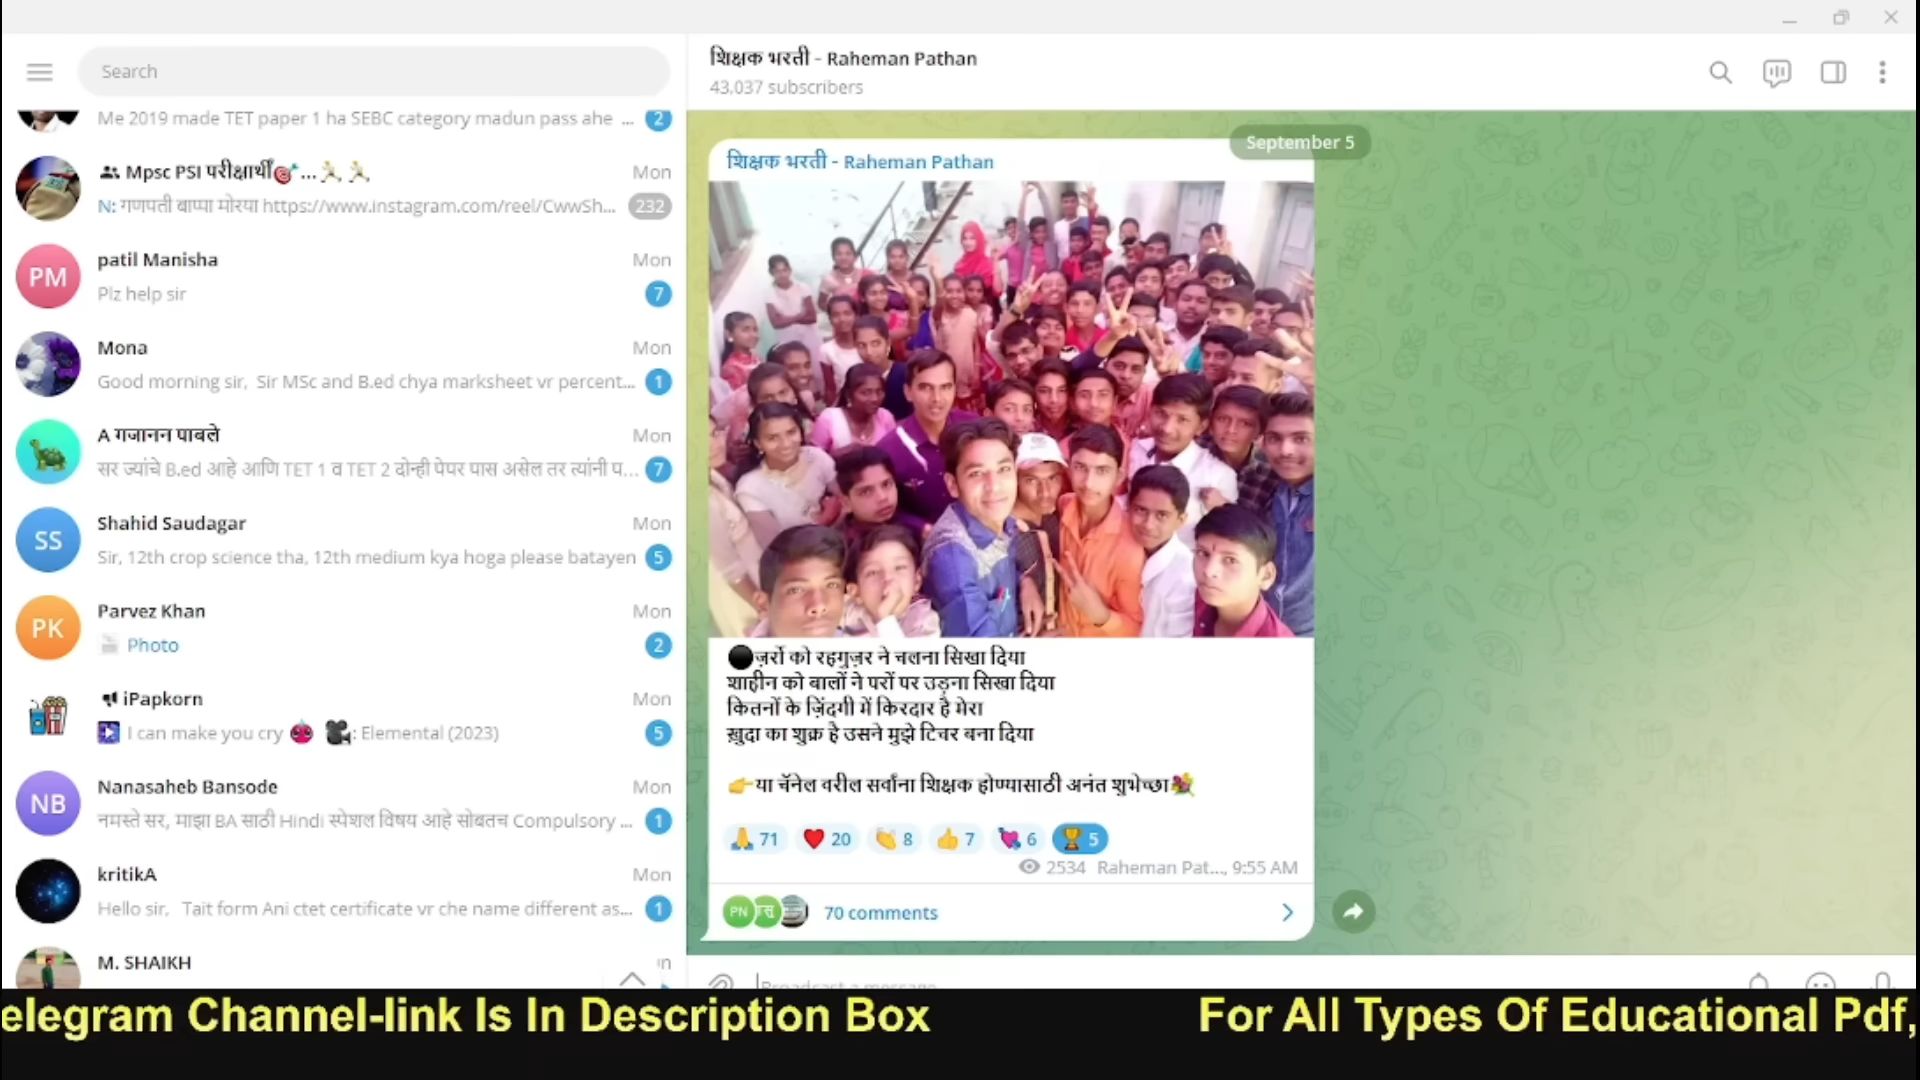 Search
Me 2019 made TET paper 1 ha SEBC category madun pass ahe ...
2
Mpsc PSI परीक्षार्थी🎯...🏃🏃
Mon
N: गणपती बाप्पा मोरया https://www.instagram.com/reel/CwwSh...
232
PM
patil Manisha
Mon
Plz help sir
7
Mona
Mon
Good morning sir, Sir MSc and B.ed chya marksheet vr percent...
1
A गजानन पाबले
Mon
सर ज्यांचे B.ed आहे आणि TET 1 व TET 2 दोन्ही पेपर पास असेल तर त्यांनी प...
7
SS
Shahid Saudagar
Mon
Sir, 12th crop science tha, 12th medium kya hoga please batayen
5
PK
Parvez Khan
Mon
Photo
2
iPapkorn
Mon
I can make you cry : Elemental (2023)
5
NB
Nanasaheb Bansode
Mon
नमस्ते सर, माझा BA साठी Hindi स्पेशल विषय आहे सोबतच Compulsory ...
1
kritikA
Mon
Hello sir, Tait form Ani ctet certificate vr che name different as...
1
M. SHAIKH
शिक्षक भरती - Raheman Pathan
43,037 subscribers
September 5
शिक्षक भरती - Raheman Pathan
⚫ज़र्रो को रहगुज़र ने चलना सिखा दिया
शाहीन को बालों ने परों पर उड़ना सिखा दिया
कितनों के ज़िंदगी में किरदार है मेरा
ख़ुदा का शुक्र है उसने मुझे टिचर बना दिया
👉या चॅनेल वरील सर्वांना शिक्षक होण्यासाठी अनंत शुभेच्छा💐
🙏 71 ❤ 20 👏 8 👍 7 💘 6 🏆 5
2534 Raheman Pat..., 9:55 AM
PN
70 comments
Broadcast a message
elegram Channel-link Is In Description Box
For All Types Of Educational Pdf,